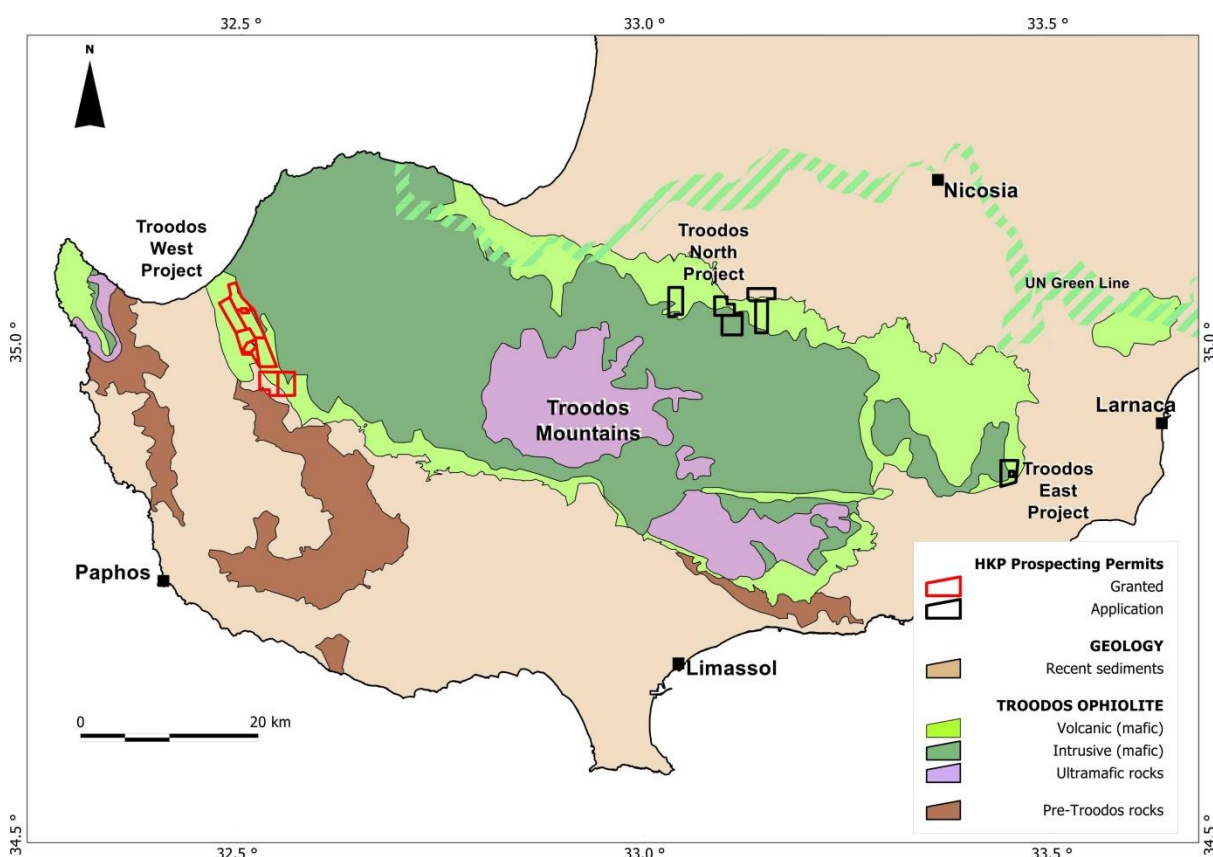 32.5 °
33.0 °
33.5 °
N
Nicosia
Troodos
West
Project
Troodos
North
Project
UN Green Line
35.0 °
35.0 °
Troodos
Mountains
Larnaca
Troodos
East
Project
Paphos
Limassol
0
20 km
HKP Prospecting Permits
Granted
Application
GEOLOGY
Recent sediments
TROODOS OPHIOLITE
Volcanic (mafic)
Intrusive (mafic)
Ultramafic rocks
Pre-Troodos rocks
34.5 °
34.5 °
32.5 °
33.0 °
33.5 °